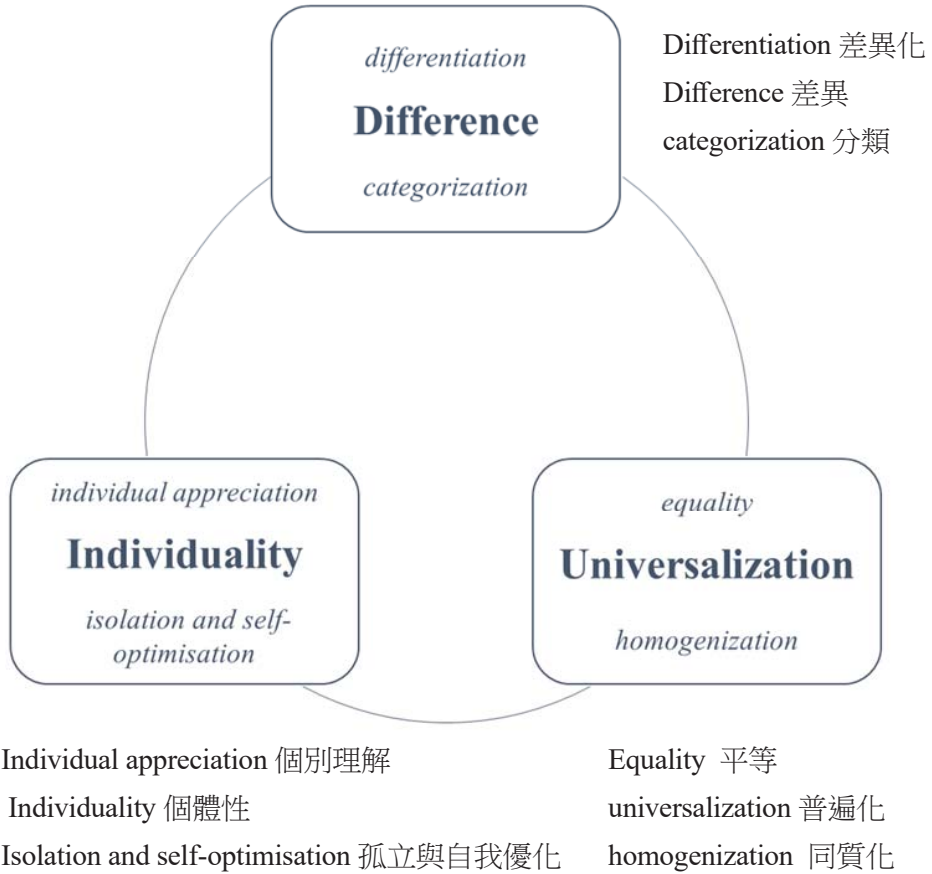 differentiation
Difference
categorization
Differentiation 差異化
Difference 差異
categorization 分類
individual appreciation
Individuality
isolation and self-
optimisation
equality
Universalization
homogenization
Individual appreciation 個別理解
Individuality 個體性
Isolation and self-optimisation 孤立與自我優化
Equality 平等
universalization 普遍化
homogenization 同質化